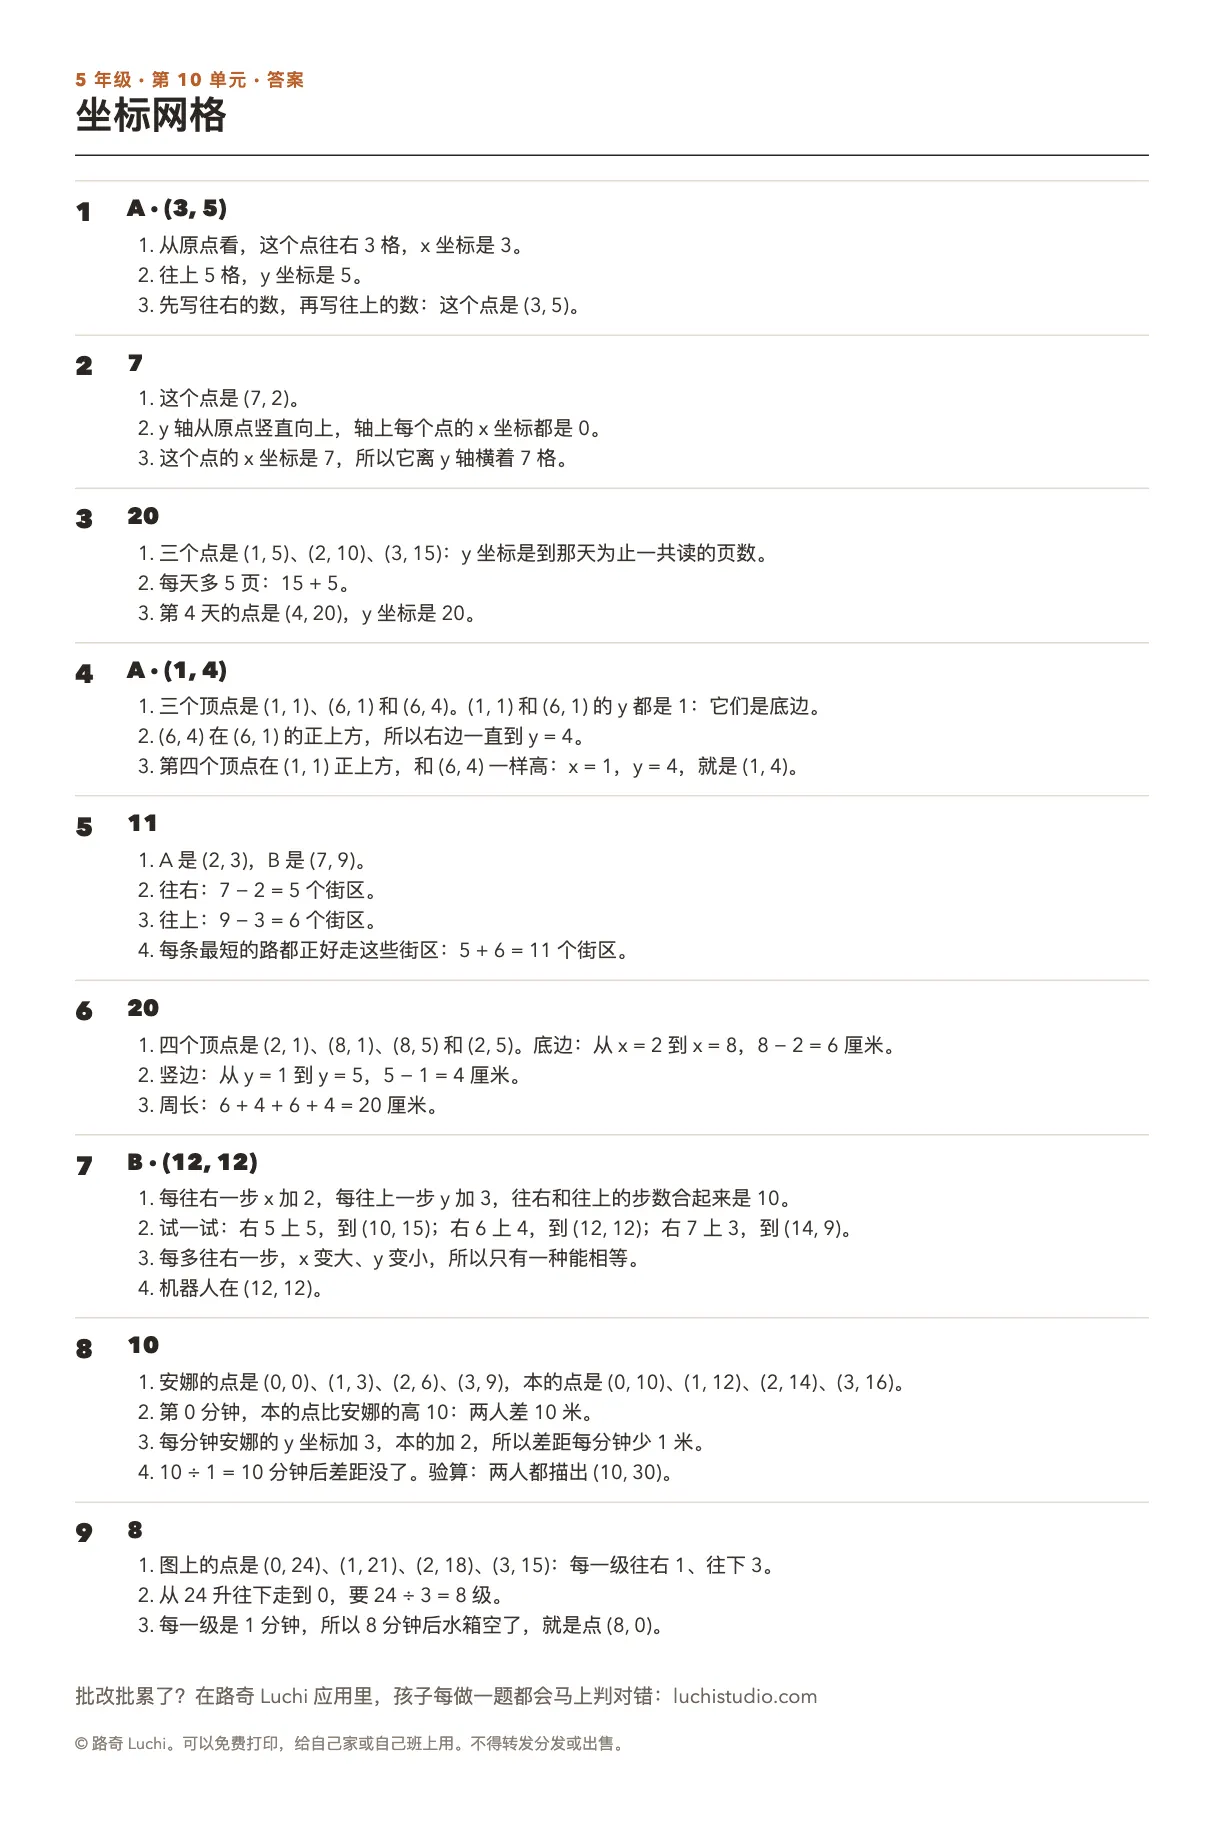 5 年级 · 第 10 单元 · 答案
坐标网格
1 A · (3, 5)
1. 从原点看，这个点往右 3 格，x 坐标是 3。
2. 往上 5 格，y 坐标是 5。
3. 先写往右的数，再写往上的数：这个点是 (3, 5)。
2 7
1. 这个点是 (7, 2)。
2. y 轴从原点竖直向上，轴上每个点的 x 坐标都是 0。
3. 这个点的 x 坐标是 7，所以它离 y 轴横着 7 格。
3 20
1. 三个点是 (1, 5)、(2, 10)、(3, 15)：y 坐标是到那天为止一共读的页数。
2. 每天多 5 页：15 + 5。
3. 第 4 天的点是 (4, 20)，y 坐标是 20。
4 A · (1, 4)
1. 三个顶点是 (1, 1)、(6, 1) 和 (6, 4)。(1, 1) 和 (6, 1) 的 y 都是 1：它们是底边。
2. (6, 4) 在 (6, 1) 的正上方，所以右边一直到 y = 4。
3. 第四个顶点在 (1, 1) 正上方，和 (6, 4) 一样高：x = 1，y = 4，就是 (1, 4)。
5 11
1. A 是 (2, 3)，B 是 (7, 9)。
2. 往右：7 − 2 = 5 个街区。
3. 往上：9 − 3 = 6 个街区。
4. 每条最短的路都正好走这些街区：5 + 6 = 11 个街区。
6 20
1. 四个顶点是 (2, 1)、(8, 1)、(8, 5) 和 (2, 5)。底边：从 x = 2 到 x = 8，8 − 2 = 6 厘米。
2. 竖边：从 y = 1 到 y = 5，5 − 1 = 4 厘米。
3. 周长：6 + 4 + 6 + 4 = 20 厘米。
7 B · (12, 12)
1. 每往右一步 x 加 2，每往上一步 y 加 3，往右和往上的步数合起来是 10。
2. 试一试：右 5 上 5，到 (10, 15)；右 6 上 4，到 (12, 12)；右 7 上 3，到 (14, 9)。
3. 每多往右一步，x 变大、y 变小，所以只有一种能相等。
4. 机器人在 (12, 12)。
8 10
1. 安娜的点是 (0, 0)、(1, 3)、(2, 6)、(3, 9)，本的点是 (0, 10)、(1, 12)、(2, 14)、(3, 16)。
2. 第 0 分钟，本的点比安娜的高 10：两人差 10 米。
3. 每分钟安娜的 y 坐标加 3，本的加 2，所以差距每分钟少 1 米。
4. 10 ÷ 1 = 10 分钟后差距没了。验算：两人都描出 (10, 30)。
9 8
1. 图上的点是 (0, 24)、(1, 21)、(2, 18)、(3, 15)：每一级往右 1、往下 3。
2. 从 24 升往下走到 0，要 24 ÷ 3 = 8 级。
3. 每一级是 1 分钟，所以 8 分钟后水箱空了，就是点 (8, 0)。
批改批累了？在路奇 Luchi 应用里，孩子每做一题都会马上判对错：luchistudio.com
© 路奇 Luchi。可以免费打印，给自己家或自己班上用。不得转发分发或出售。